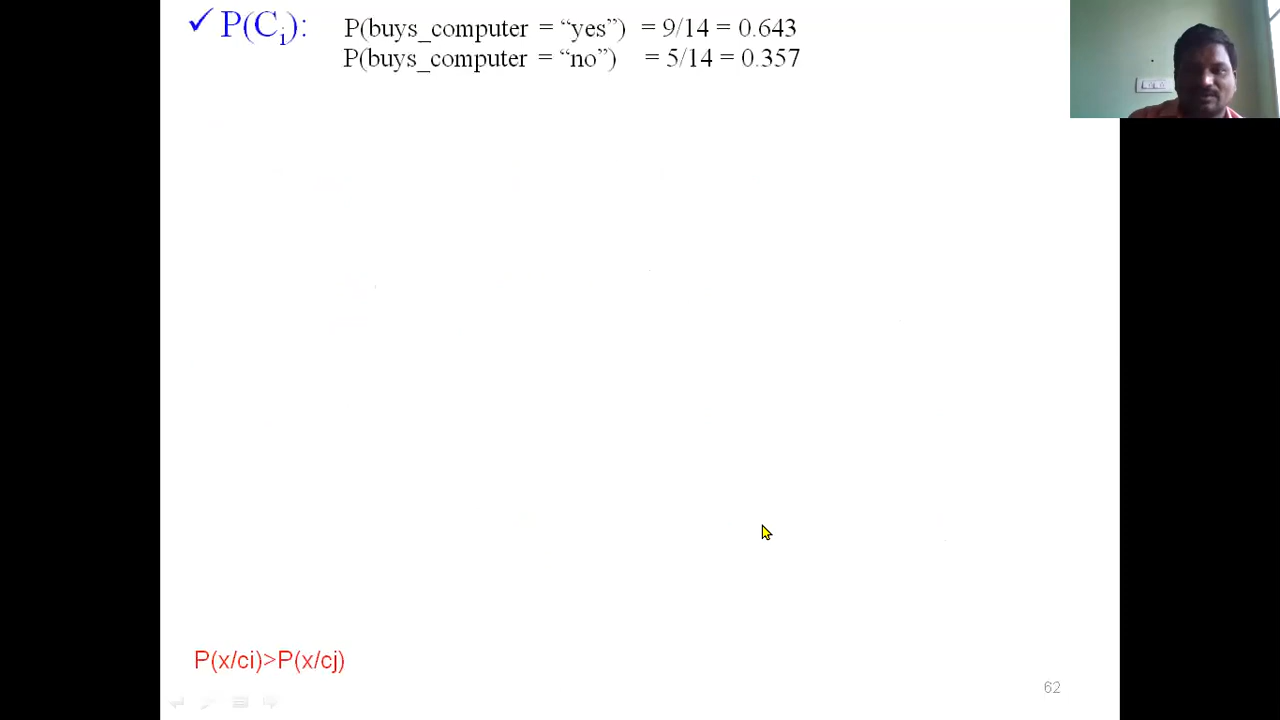 ✓ P(Ci): P(buys_computer = “yes”) = 9/14 = 0.643
P(buys_computer = “no”) = 5/14 = 0.357
P(x/ci)>P(x/cj)
62